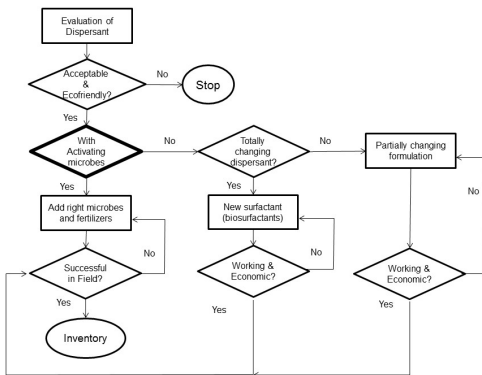 Evaluation of
Dispersant
Acceptable
&
Ecofriendly?
No
Stop
Yes
With
Activating
microbes
No
Totally
changing
dispersant?
No
Partially changing
formulation
Yes
Yes
No
Add right microbes
and fertilizers
New surfactant
(biosurfactants)
No
No
Successful
in Field?
Working &
Economic?
Working &
Economic?
Yes
Yes
Yes
Inventory